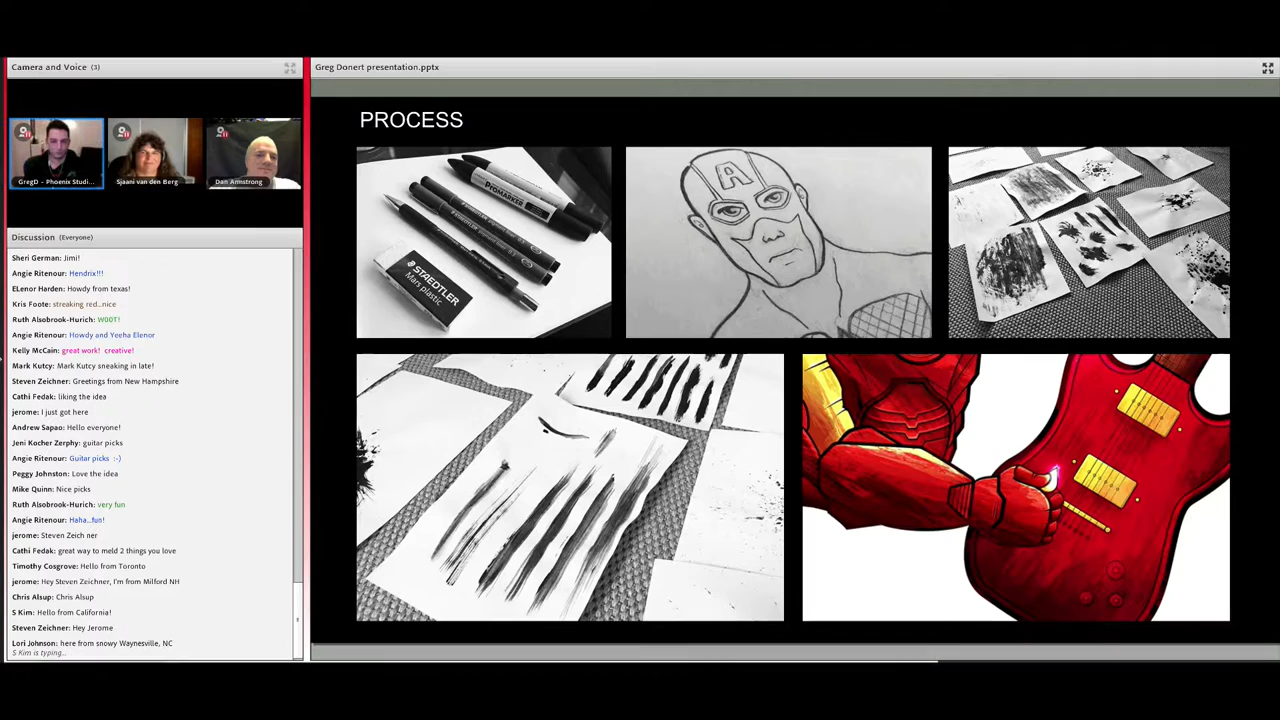 Camera and Voice (3)
Greg Donert presentation.pptx
GregD - Phoenix Studi...
Sjaani van den Berg
Dan Armstrong
Discussion (Everyone)
Sheri German: Jimi!
Angie Ritenour: Hendrix!!!
ELenor Harden: Howdy from texas!
Kris Foote: streaking red...nice
Ruth Alsobrook-Hurich: W00T!
Angie Ritenour: Howdy and Yeeha Elenor
Kelly McCain: great work!  creative!
Mark Kutcy: Mark Kutcy sneaking in late!
Steven Zeichner: Greetings from New Hampshire
Cathi Fedak: liking the idea
jerome: I just got here
Andrew Sapao: Hello everyone!
Jeni Kocher Zerphy: guitar picks
Angie Ritenour: Guitar picks  :-)
Peggy Johnston: Love the idea
Mike Quinn: Nice picks
Ruth Alsobrook-Hurich: very fun
Angie Ritenour: Haha...fun!
jerome: Steven Zeich ner
Cathi Fedak: great way to meld 2 things you love
Timothy Cosgrove: Hello from Toronto
jerome: Hey Steven Zeichner, I'm from Milford NH
Chris Alsup: Chris Alsup
S Kim: Hello from California!
Steven Zeichner: Hey Jerome
Lori Johnson: here from snowy Waynesville, NC
S Kim is typing...
PROCESS
ProMARKER
STAEDTLER
Mars plastic
A